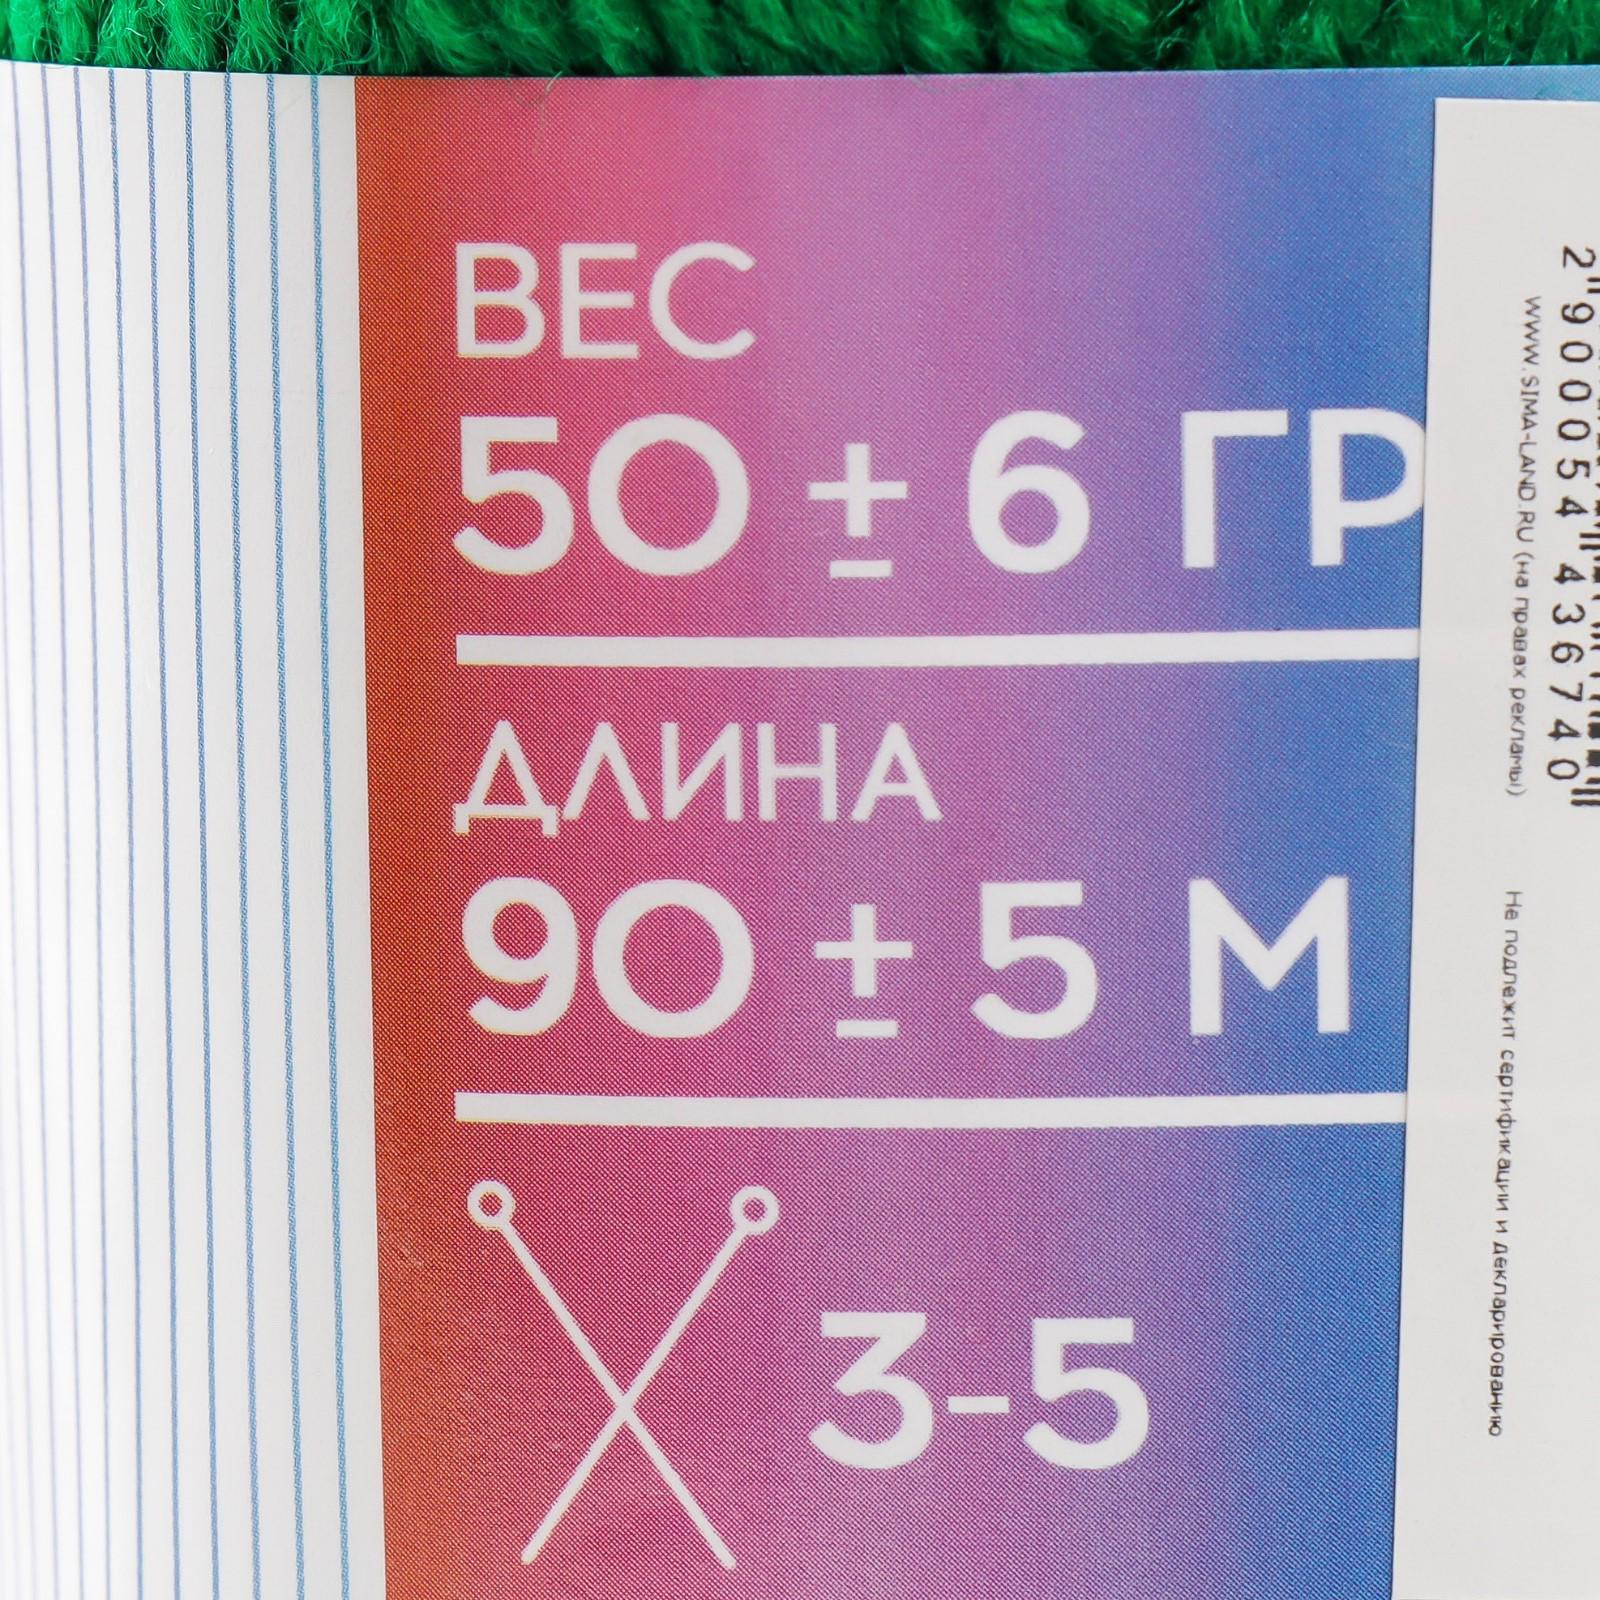 ВЕС
50 ± 6 ГР
ДЛИНА
90 ± 5 М
3-5
2 900054 436740
WWW.SIMA-LAND.RU (на правах рекламы)
Не подлежит сертификации и декларированию